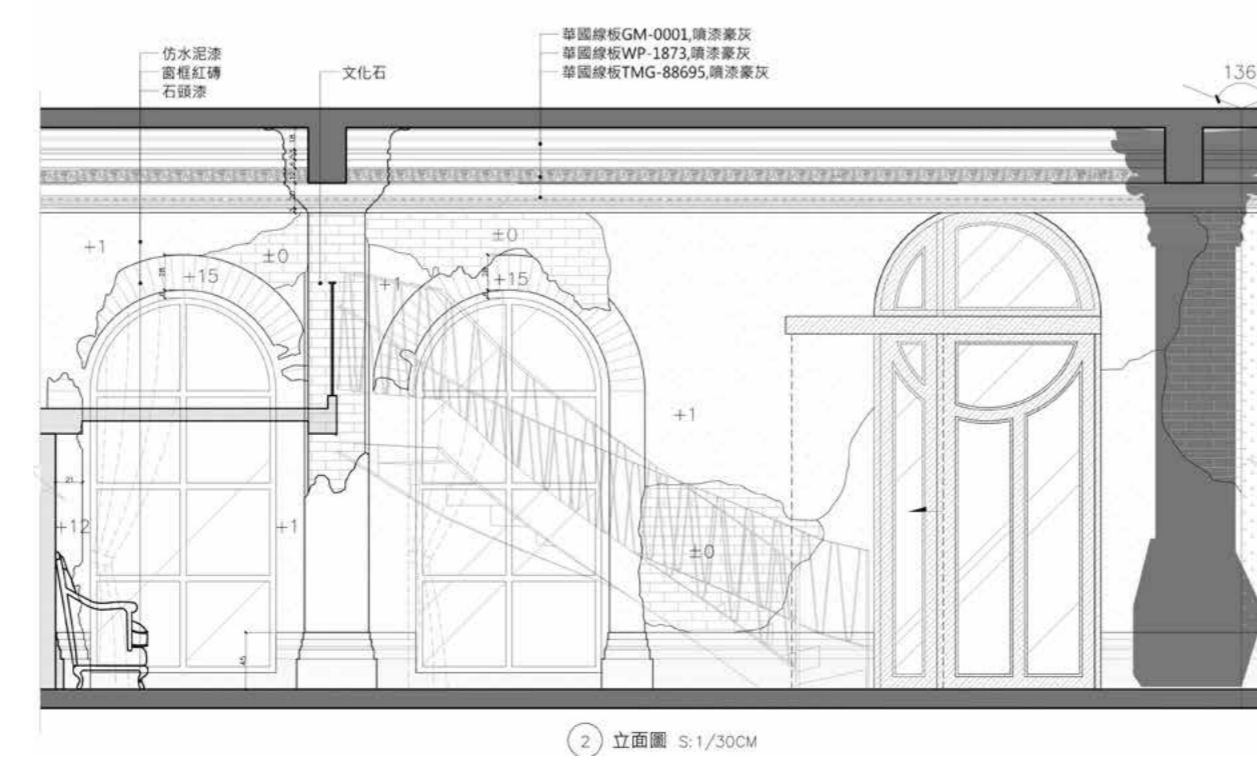 華國線板GM-0001,噴漆豪灰
華國線板WP-1873,噴漆豪灰
華國線板TMG-88695,噴漆豪灰
仿水泥漆
窗框紅磚
石頭漆
文化石
136
+1
±0
±0
+15
+1
+15
+1
21
+12
+1
±0
45
2 立面圖 S:1/30CM